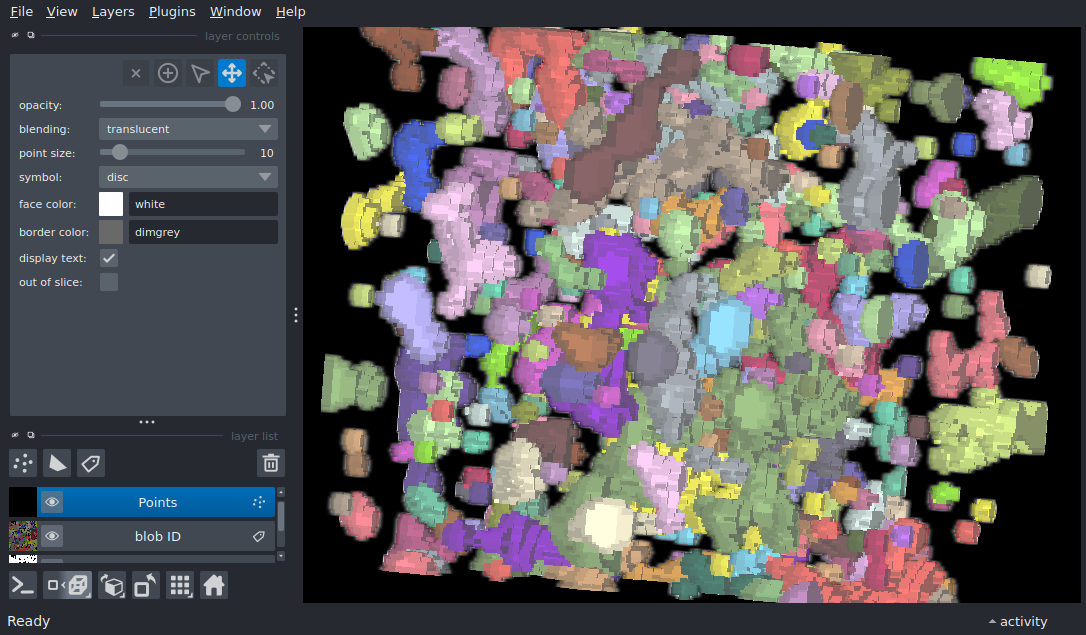 File View Layers Plugins Window Help
layer controls
opacity: 1.00
blending: translucent
point size: 10
symbol: disc
face color: white
border color: dimgrey
display text:
out of slice:
layer list
Points
blob ID
Ready activity